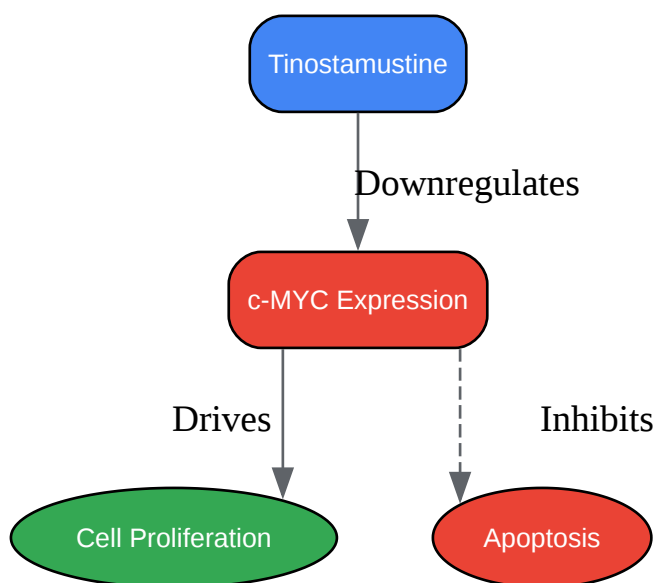 Tinostamustine
Downregulates
c-MYC Expression
Drives
Inhibits
Cell Proliferation
Apoptosis